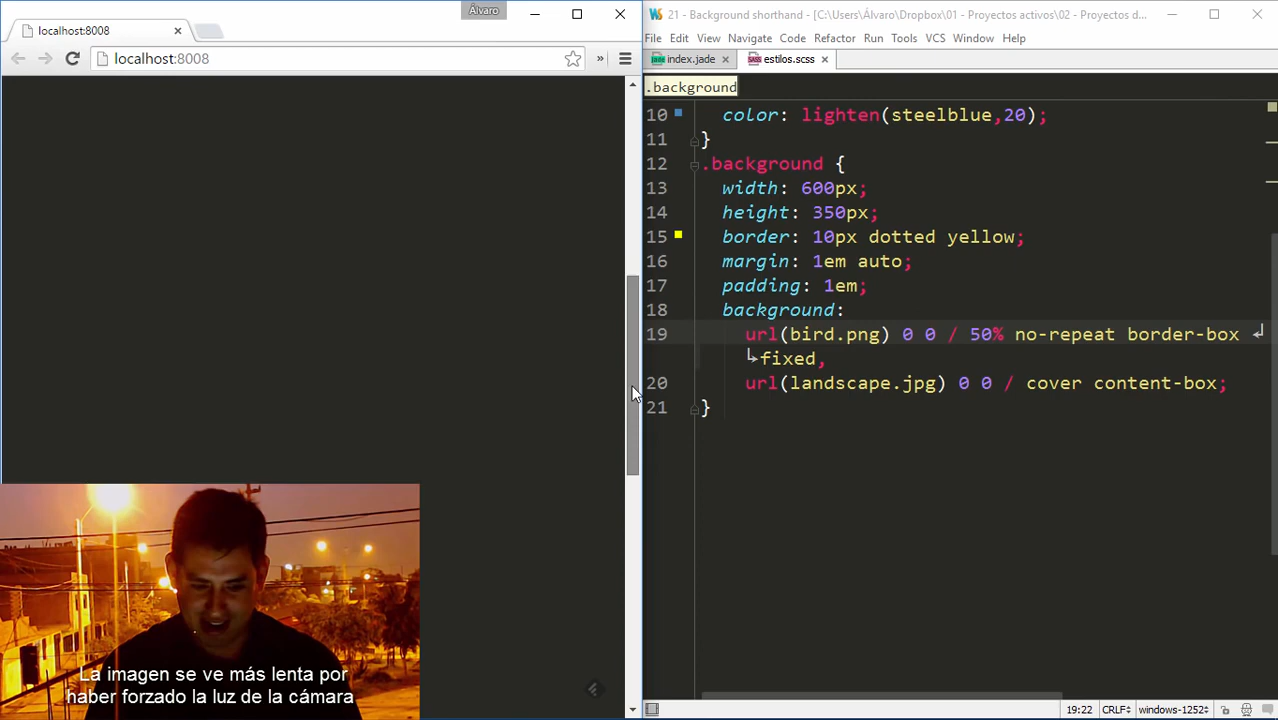 Álvaro
localhost:8008
localhost:8008
21 - Background shorthand - [C:\Users\Álvaro\Dropbox\01 - Proyectos activos\02 - Proyectos d...
File Edit View Navigate Code Refactor Run Tools VCS Window Help
index.jade estilos.scss
.background
10 color: lighten(steelblue,20);
11 }
12 .background {
13 width: 600px;
14 height: 350px;
15 border: 10px dotted yellow;
16 margin: 1em auto;
17 padding: 1em;
18 background:
19 url(bird.png) 0 0 / 50% no-repeat border-box
fixed,
20 url(landscape.jpg) 0 0 / cover content-box;
21 }
La imagen se ve más lenta por
haber forzado la luz de la cámara
19:22 CRLF÷ windows-1252÷